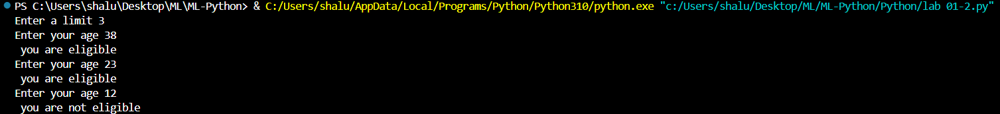 PS C:\Users\shalu\Desktop\ML\ML-Python> & C:/Users/shalu/AppData/Local/Programs/Python/Python310/python.exe "c:/Users/shalu/Desktop/ML/ML-Python/Python/lab 01-2.py"
Enter a limit 3
Enter your age 38
 you are eligible
Enter your age 23
 you are eligible
Enter your age 12
 you are not eligible